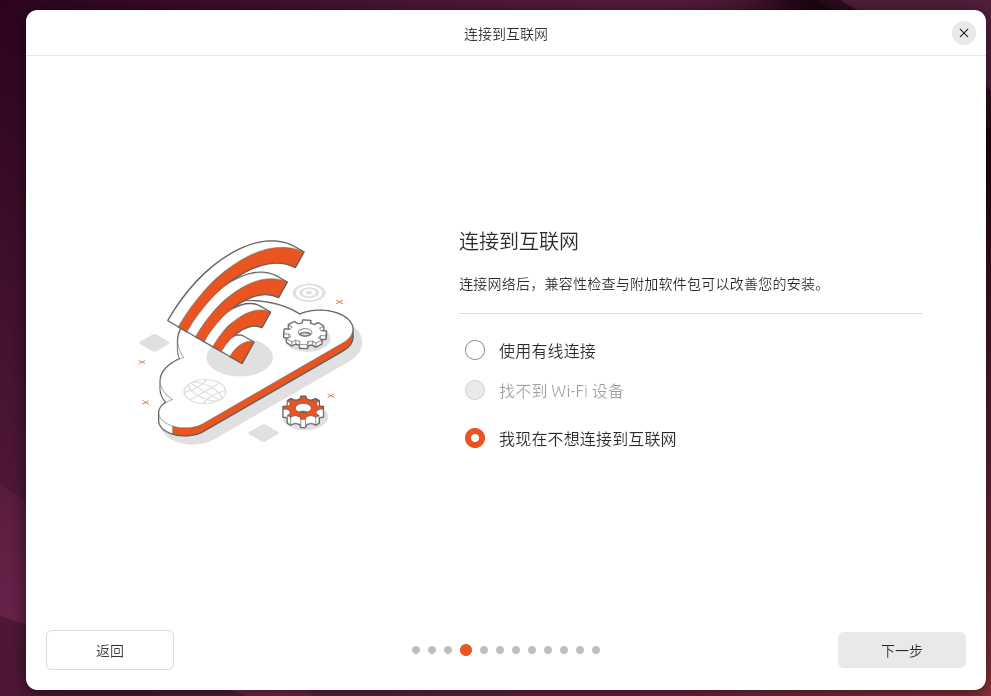 连接到互联网
连接到互联网
连接网络后，兼容性检查与附加软件包可以改善您的安装。
使用有线连接
找不到 Wi-Fi 设备
我现在不想连接到互联网
返回
下一步